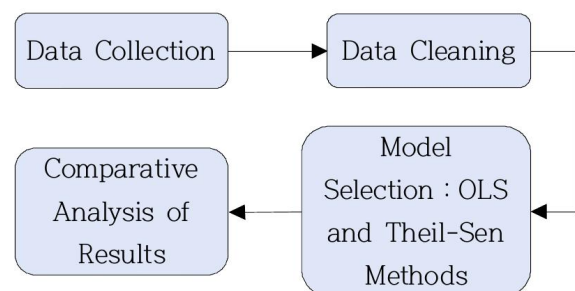 Data Collection
Data Cleaning
Model
Selection : OLS
and Theil-Sen
Methods
Comparative
Analysis of
Results